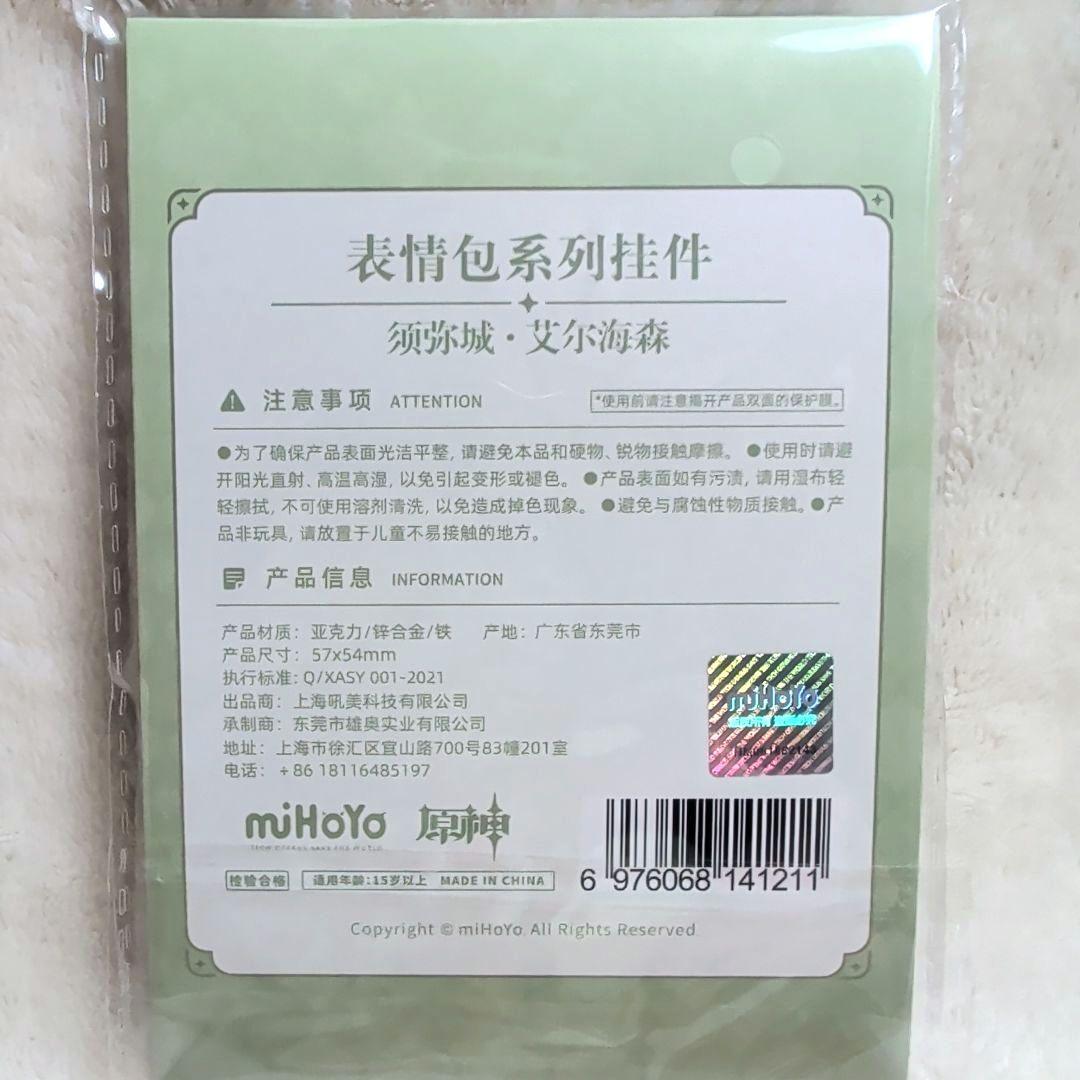 表情包系列挂件
须弥城·艾尔海森
注意事项 ATTENTION
*使用前请注意揭开产品双面的保护膜。
●为了确保产品表面光洁平整，请避免本品和硬物、锐物接触摩擦。 ●使用时请避
开阳光直射、高温高湿，以免引起变形或褪色。 ●产品表面如有污渍，请用湿布轻
轻擦拭，不可使用溶剂清洗，以免造成掉色现象。 ●避免与腐蚀性物质接触。●产
品非玩具，请放置于儿童不易接触的地方。
产品信息 INFORMATION
产品材质：亚克力/锌合金/铁 产地：广东省东莞市
产品尺寸：57x54mm
执行标准：Q/XASY 001-2021
出品商：上海吼美科技有限公司
承制商：东莞市雄奥实业有限公司
地址：上海市徐汇区宜山路700号83幢201室
电话：+86 18116485197
miHoYo
miHoYo 原神
TECH OTAKUS SAVE THE WORLD
6 976068 141211
检验合格 适用年龄：15岁以上 MADE IN CHINA
Copyright © miHoYo. All Rights Reserved